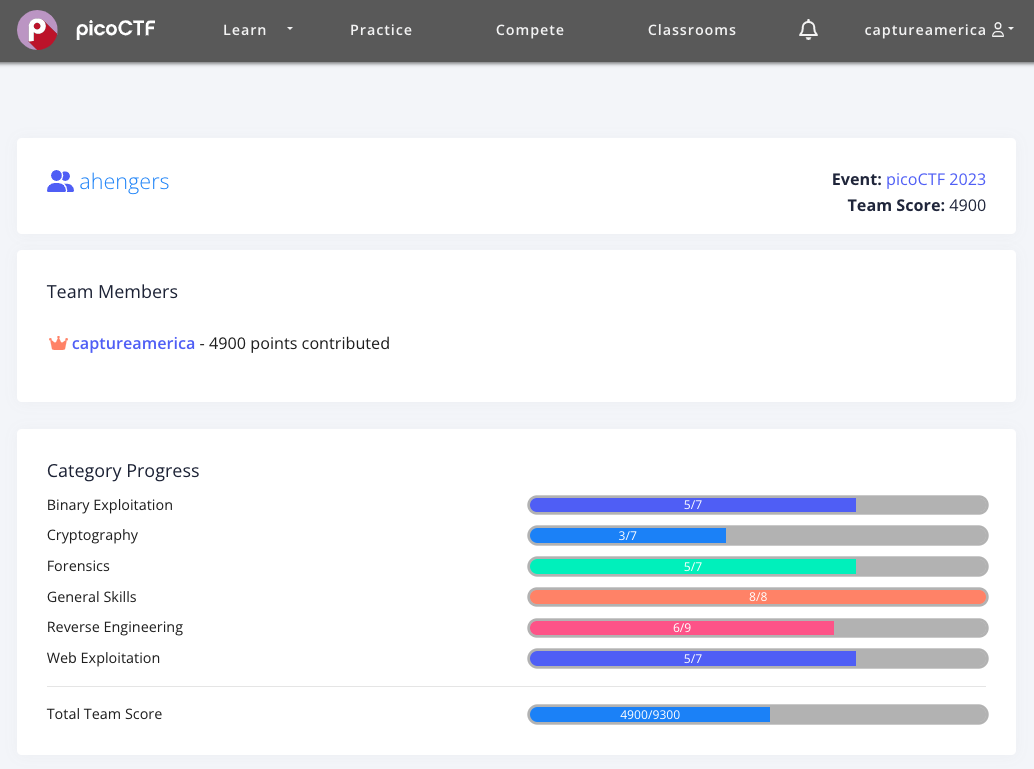 picoCTF Learn Practice Compete Classrooms captureamerica
ahengers
Event: picoCTF 2023
Team Score: 4900
Team Members
captureamerica - 4900 points contributed
Category Progress
Binary Exploitation 5/7
Cryptography 3/7
Forensics 5/7
General Skills 8/8
Reverse Engineering 6/9
Web Exploitation 5/7
Total Team Score 4900/9300